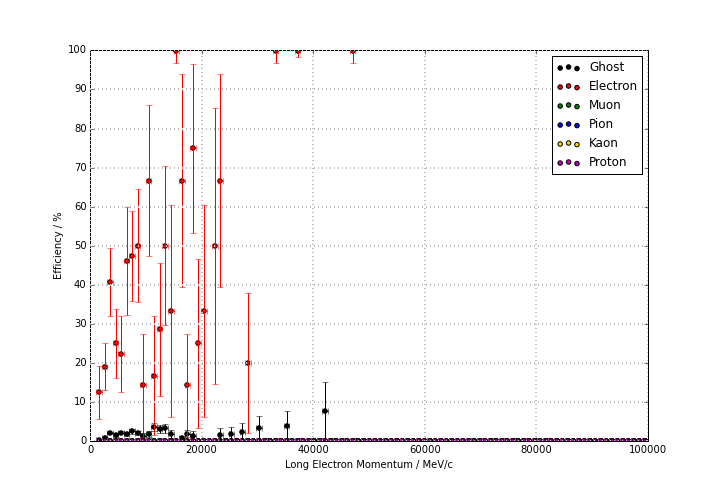 100
90
80
70
60
50
40
30
20
10
0
Efficiency / %
0 20000 40000 60000 80000 100000
Long Electron Momentum / MeV/c
Ghost
Electron
Muon
Pion
Kaon
Proton